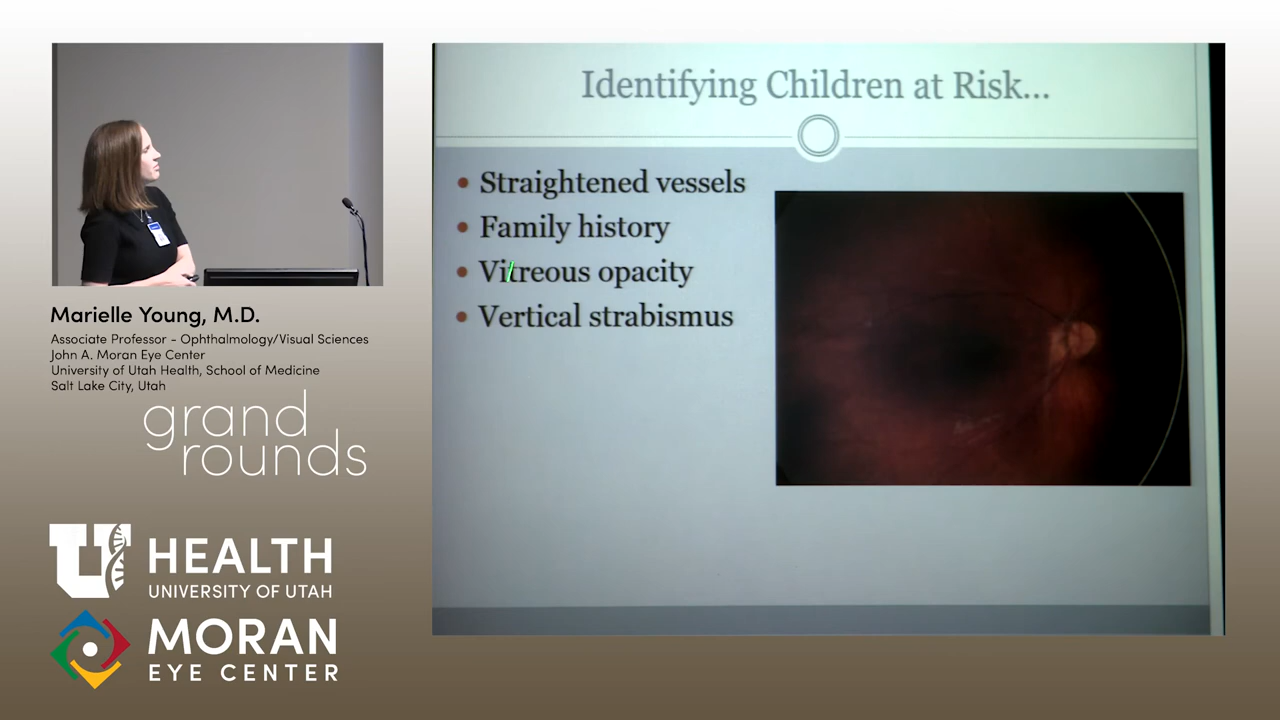 Identifying Children at Risk...
Straightened vessels
Family history
Vitreous opacity
Vertical strabismus
Marielle Young, M.D.
Associate Professor - Ophthalmology/Visual Sciences
John A. Moran Eye Center
University of Utah Health, School of Medicine
Salt Lake City, Utah
grand
rounds
U HEALTH
UNIVERSITY OF UTAH
MORAN
EYE CENTER